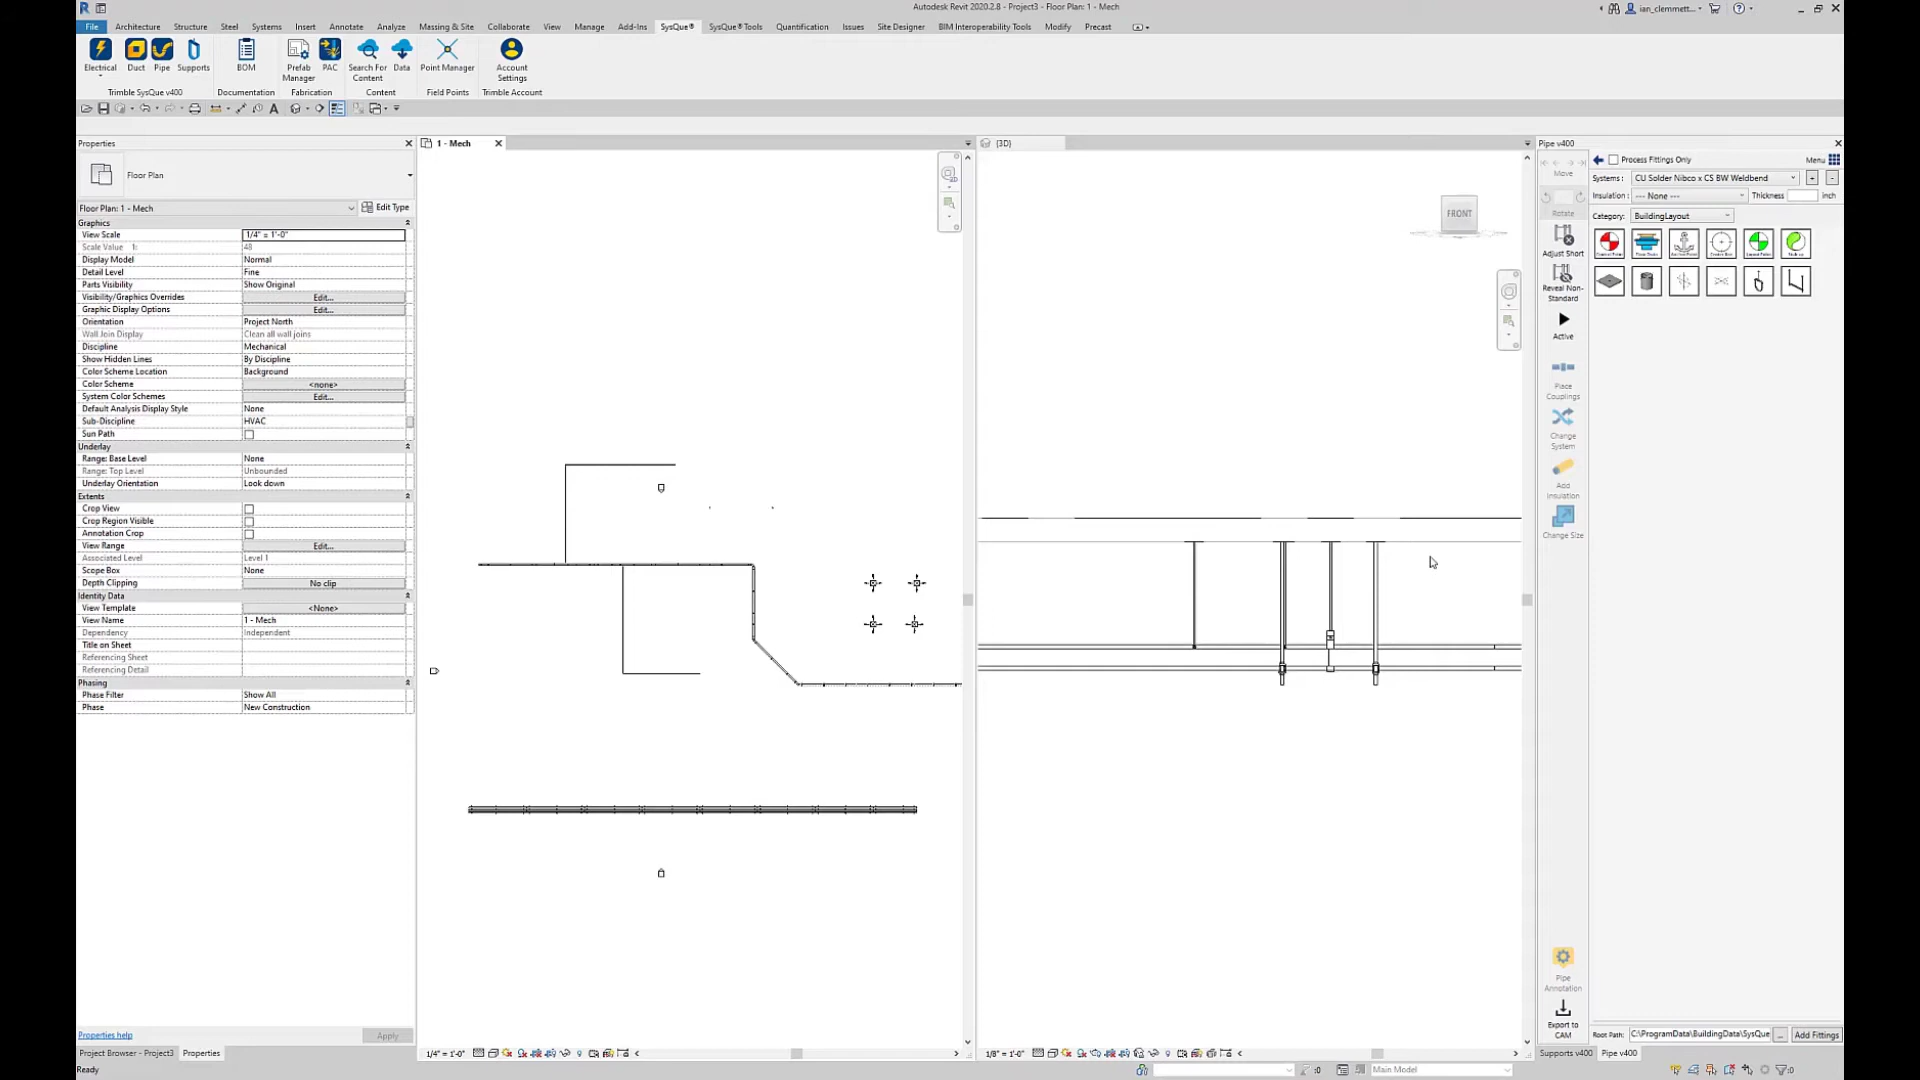 Autodesk Revit 2020.2.8 - Project3 - Floor Plan: 1 - Mech
ian_clemmett...
File Architecture Structure Steel Systems Insert Annotate Analyze Massing & Site Collaborate View Manage Add-Ins SysQue® SysQue®Tools Quantification Issues Site Designer BIM Interoperability Tools Modify Precast
Electrical Duct Pipe Supports BOM Prefab Manager PAC Search For Content Data Point Manager Account Settings
Trimble SysQue v400 Documentation Fabrication Content Field Points Trimble Account
Properties
Floor Plan
Floor Plan: 1 - Mech Edit Type
Graphics
View Scale 1/4" = 1'-0"
Scale Value 1: 48
Display Model Normal
Detail Level Fine
Parts Visibility Show Original
Visibility/Graphics Overrides Edit...
Graphic Display Options Edit...
Orientation Project North
Wall Join Display Clean all wall joins
Discipline Mechanical
Show Hidden Lines By Discipline
Color Scheme Location Background
Color Scheme <none>
System Color Schemes Edit...
Default Analysis Display Style None
Sub-Discipline HVAC
Sun Path
Underlay
Range: Base Level None
Range: Top Level Unbounded
Underlay Orientation Look down
Extents
Crop View
Crop Region Visible
Annotation Crop
View Range Edit...
Associated Level Level 1
Scope Box None
Depth Clipping No clip
Identity Data
View Template <None>
View Name 1 - Mech
Dependency Independent
Title on Sheet
Referencing Sheet
Referencing Detail
Phasing
Phase Filter Show All
Phase New Construction
Properties help Apply
Project Browser - Project3 Properties
Ready
1 - Mech
1/4" = 1'-0"
{3D}
FRONT
1/8" = 1'-0"
Main Model
:0
Pipe v400
Move
Rotate
Adjust Short
Reveal Non-Standard
Active
Place Couplings
Change System
Add Insulation
Change Size
Pipe Annotation
Export to CAM
Process Fittings Only Menu
Systems : CU Solder Nibco x CS BW Weldbend + -
Insulation : --- None --- Thickness inch
Category: BuildingLayout
Root Path: C:\ProgramData\BuildingData\SysQue ... Add Fittings
Supports v400 Pipe v400
:0